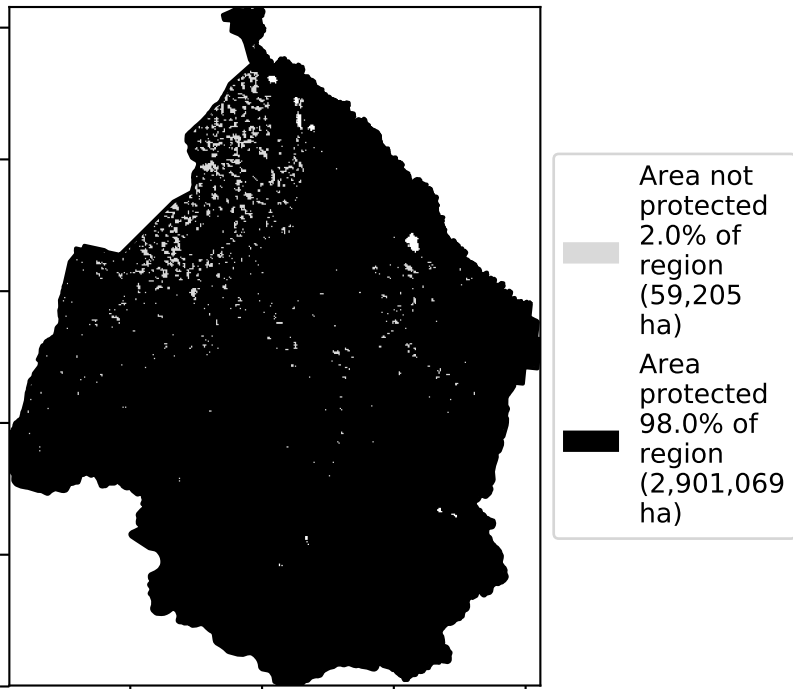 Area not
protected
2.0% of
region
(59,205
ha)
Area
protected
98.0% of
region
(2,901,069
ha)